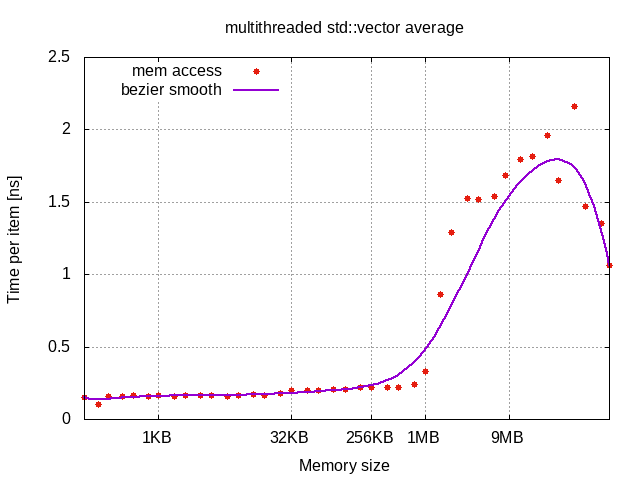 multithreaded std::vector average
2.5
2
1.5
1
0.5
0
Time per item [ns]
mem access
bezier smooth
1KB 32KB 256KB 1MB 9MB
Memory size